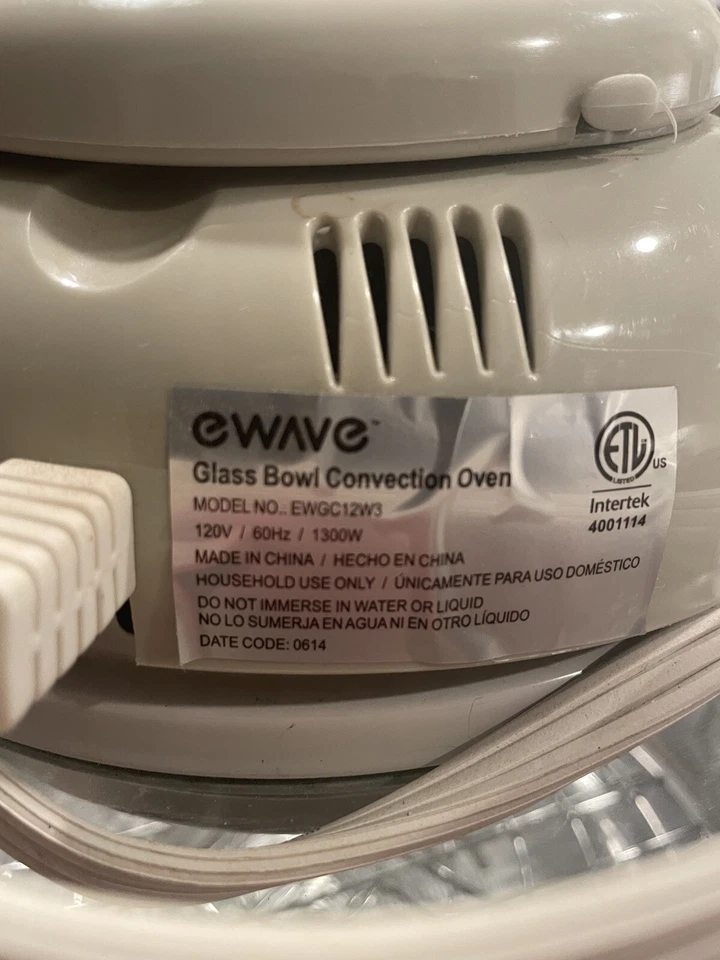 ewave™
Glass Bowl Convection Oven
MODEL NO.: EWGC12W3
120V / 60Hz / 1300W
MADE IN CHINA / HECHO EN CHINA
HOUSEHOLD USE ONLY / ÚNICAMENTE PARA USO DOMÉSTICO
DO NOT IMMERSE IN WATER OR LIQUID
NO LO SUMERJA EN AGUA NI EN OTRO LÍQUIDO
DATE CODE: 0614
ETL
LISTED
US
Intertek
4001114